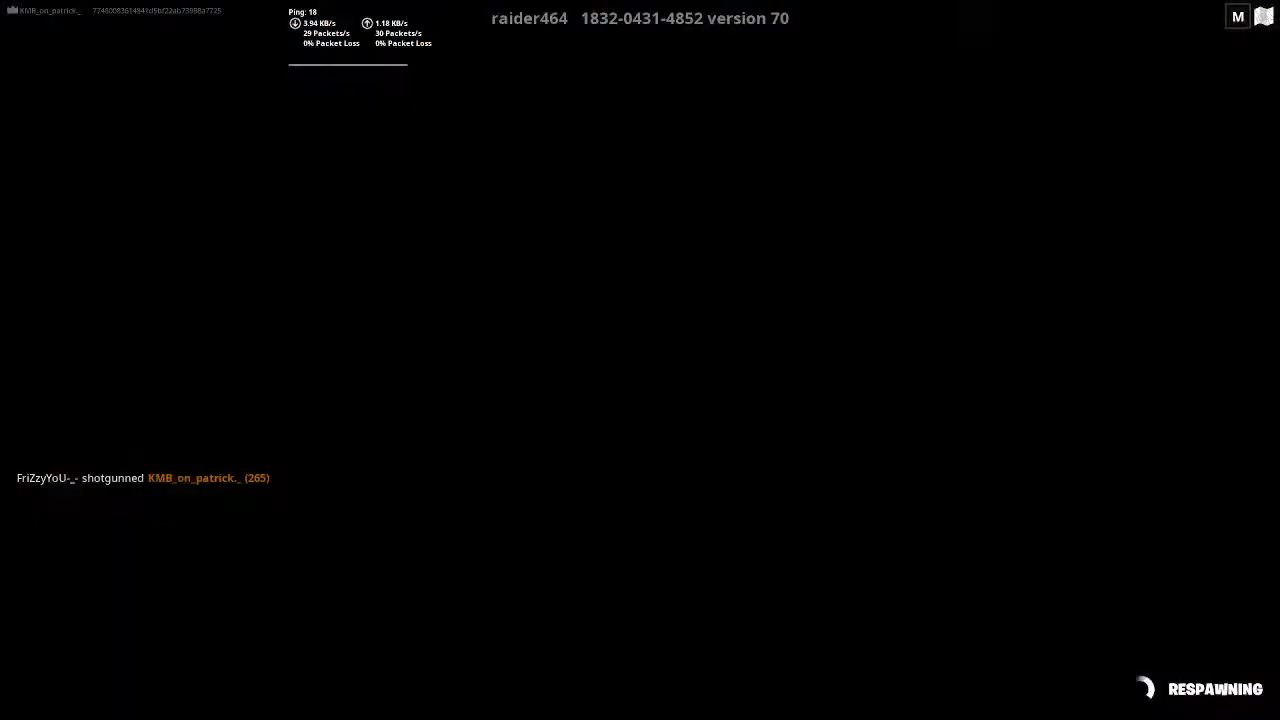 KMB_on_patrick._
Ping: 18
3.94 KB/s 1.18 KB/s
29 Packets/s 30 Packets/s
0% Packet Loss 0% Packet Loss
raider464 1832-0431-4852 version 70
M
FriZzyYoU-_- shotgunned KMB_on_patrick._ (265)
RESPAWNING